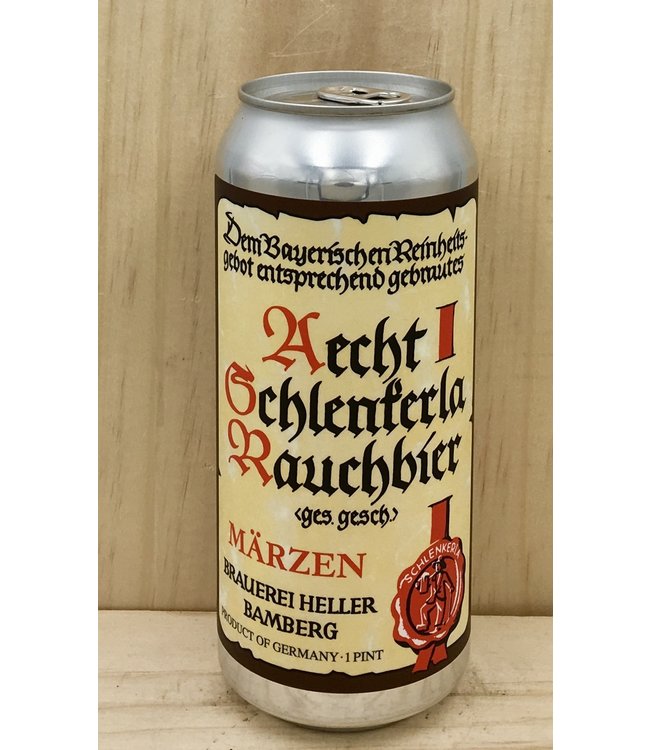 Dem Bayerischen Reinheits-
gebot entsprechend gebrautes
Aecht
Schlenkerla
Rauchbier
<ges. gesch.>
MÄRZEN
BRAUEREI HELLER
BAMBERG
PRODUCT OF GERMANY · 1 PINT
SCHLENKERLA